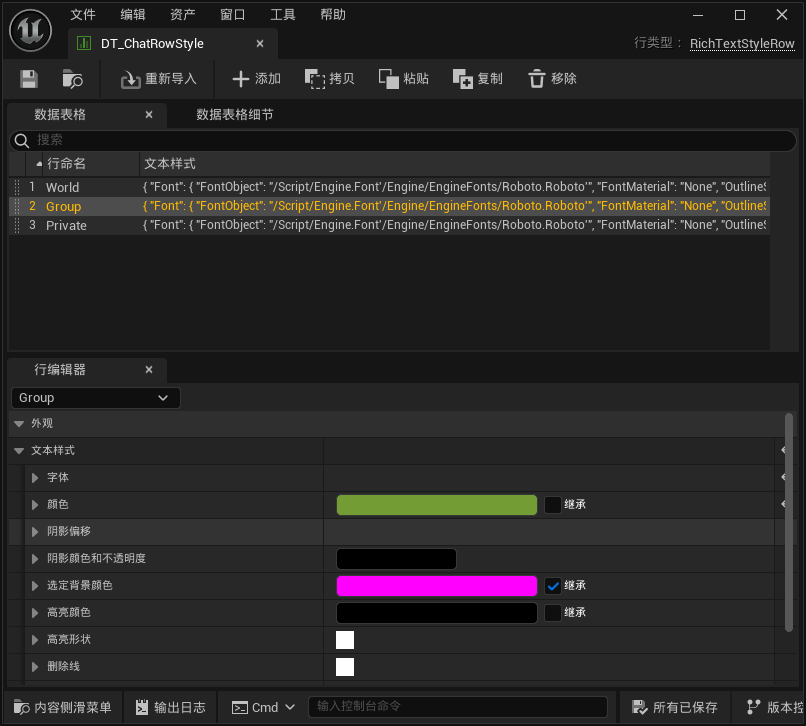 文件 编辑 资产 窗口 工具 帮助
DT_ChatRowStyle
行类型： RichTextStyleRow
重新导入 添加 拷贝 粘贴 复制 移除
数据表格 数据表格细节
搜索
行命名 文本样式
1 World { "Font": { "FontObject": "/Script/Engine.Font'/Engine/EngineFonts/Roboto.Roboto'", "FontMaterial": "None", "OutlineS
2 Group { "Font": { "FontObject": "/Script/Engine.Font'/Engine/EngineFonts/Roboto.Roboto'", "FontMaterial": "None", "OutlineS
3 Private { "Font": { "FontObject": "/Script/Engine.Font'/Engine/EngineFonts/Roboto.Roboto'", "FontMaterial": "None", "OutlineS
行编辑器
Group
外观
文本样式
字体
颜色 继承
阴影偏移
阴影颜色和不透明度
选定背景颜色 继承
高亮颜色 继承
高亮形状
删除线
内容侧滑菜单 输出日志 Cmd 输入控制台命令 所有已保存 版本控